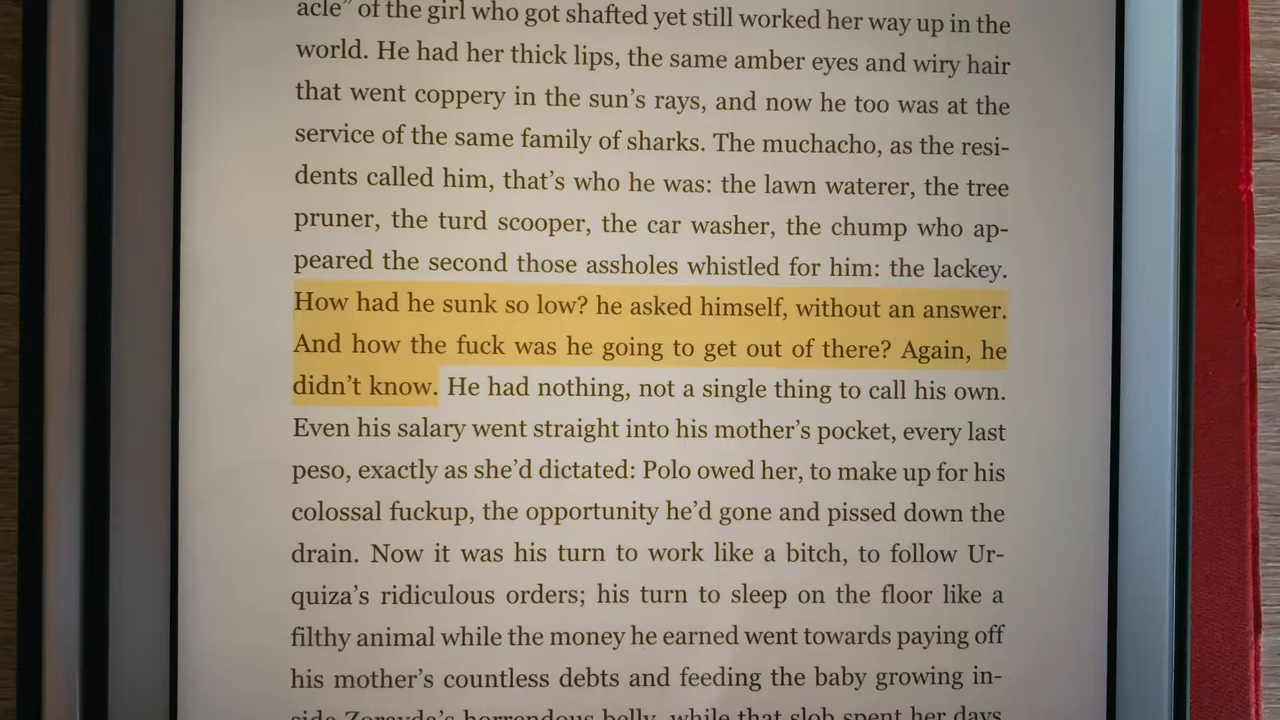 acle” of the girl who got shafted yet still worked her way up in the
world. He had her thick lips, the same amber eyes and wiry hair
that went coppery in the sun’s rays, and now he too was at the
service of the same family of sharks. The muchacho, as the resi-
dents called him, that’s who he was: the lawn waterer, the tree
pruner, the turd scooper, the car washer, the chump who ap-
peared the second those assholes whistled for him: the lackey.
How had he sunk so low? he asked himself, without an answer.
And how the fuck was he going to get out of there? Again, he
didn’t know. He had nothing, not a single thing to call his own.
Even his salary went straight into his mother’s pocket, every last
peso, exactly as she’d dictated: Polo owed her, to make up for his
colossal fuckup, the opportunity he’d gone and pissed down the
drain. Now it was his turn to work like a bitch, to follow Ur-
quiza’s ridiculous orders; his turn to sleep on the floor like a
filthy animal while the money he earned went towards paying off
his mother’s countless debts and feeding the baby growing in-
side Zorayda’s horrendous belly, while that slob spent her days